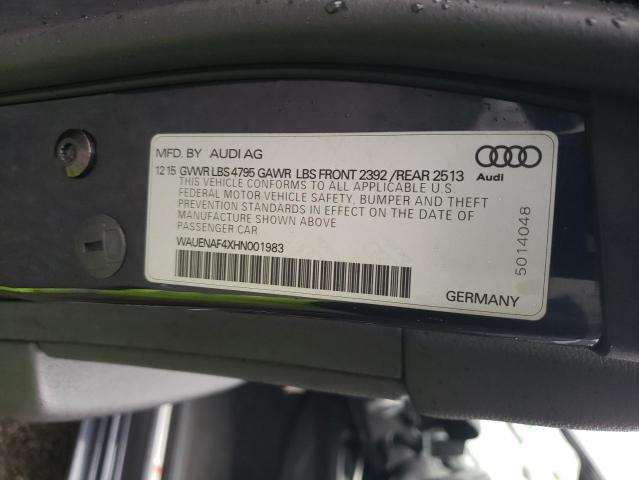 MFD. BY AUDI AG
12 15 GVWR LBS 4795 GAWR LBS FRONT 2392 /REAR 2513
THIS VEHICLE CONFORMS TO ALL APPLICABLE U.S.
FEDERAL MOTOR VEHICLE SAFETY, BUMPER AND THEFT
PREVENTION STANDARDS IN EFFECT ON THE DATE OF
MANUFACTURE SHOWN ABOVE
PASSENGER CAR
WAUENAF4XHN001983
Audi
5014048
GERMANY